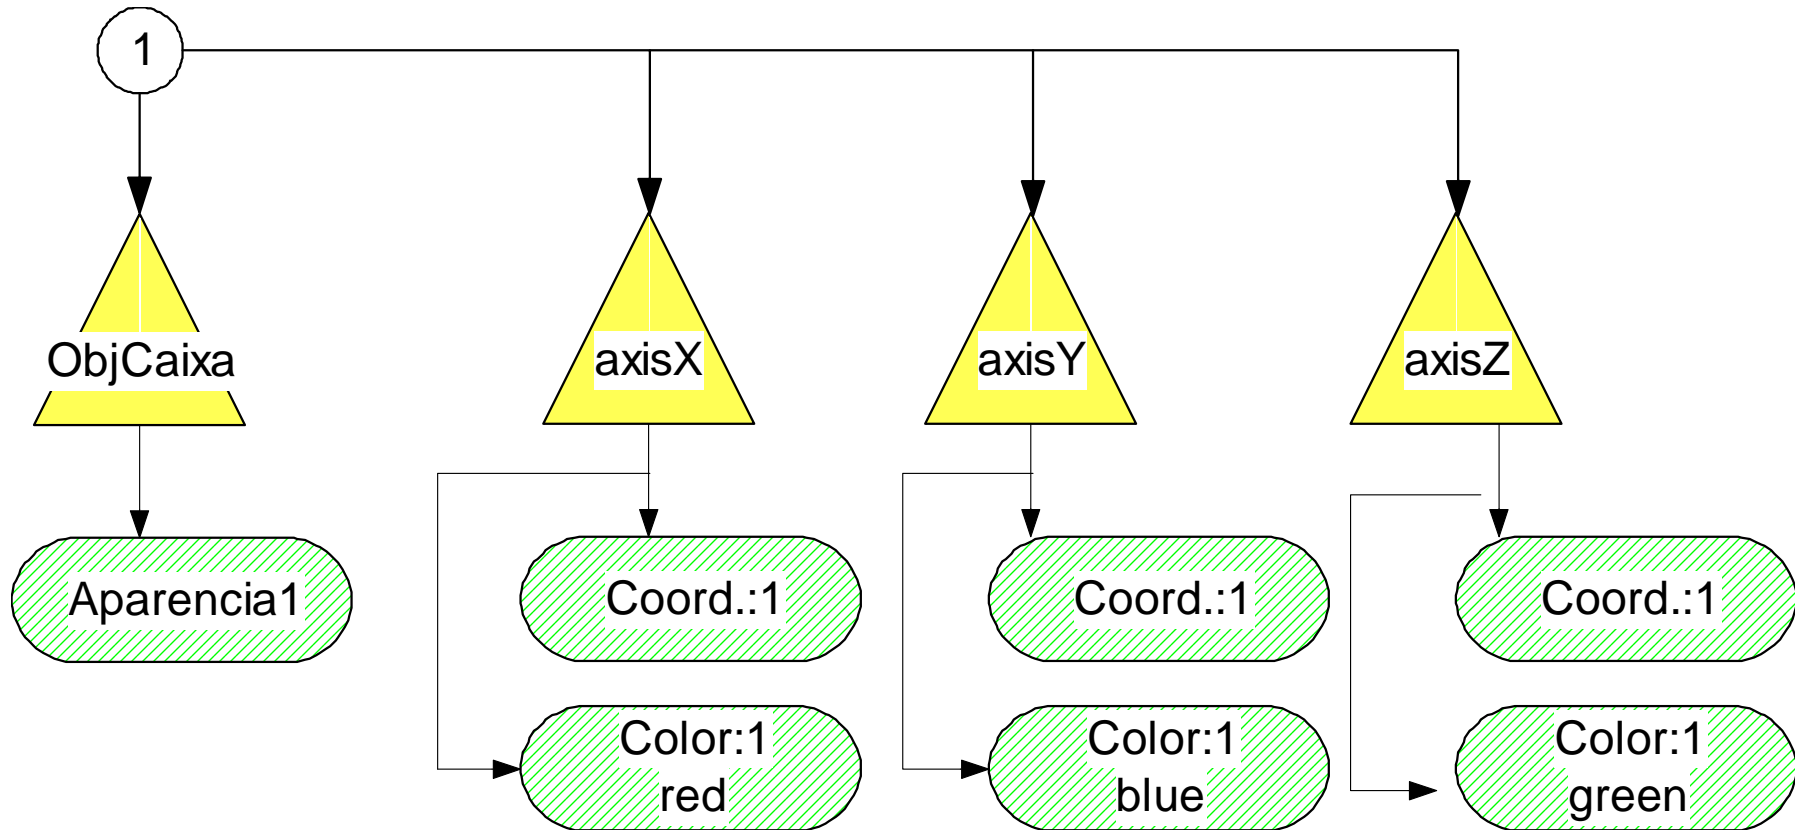 1
ObjCaixa
axisX
axisY
axisZ
Aparencia1
Coord.:1
Coord.:1
Coord.:1
Color:1
red
Color:1
blue
Color:1
green